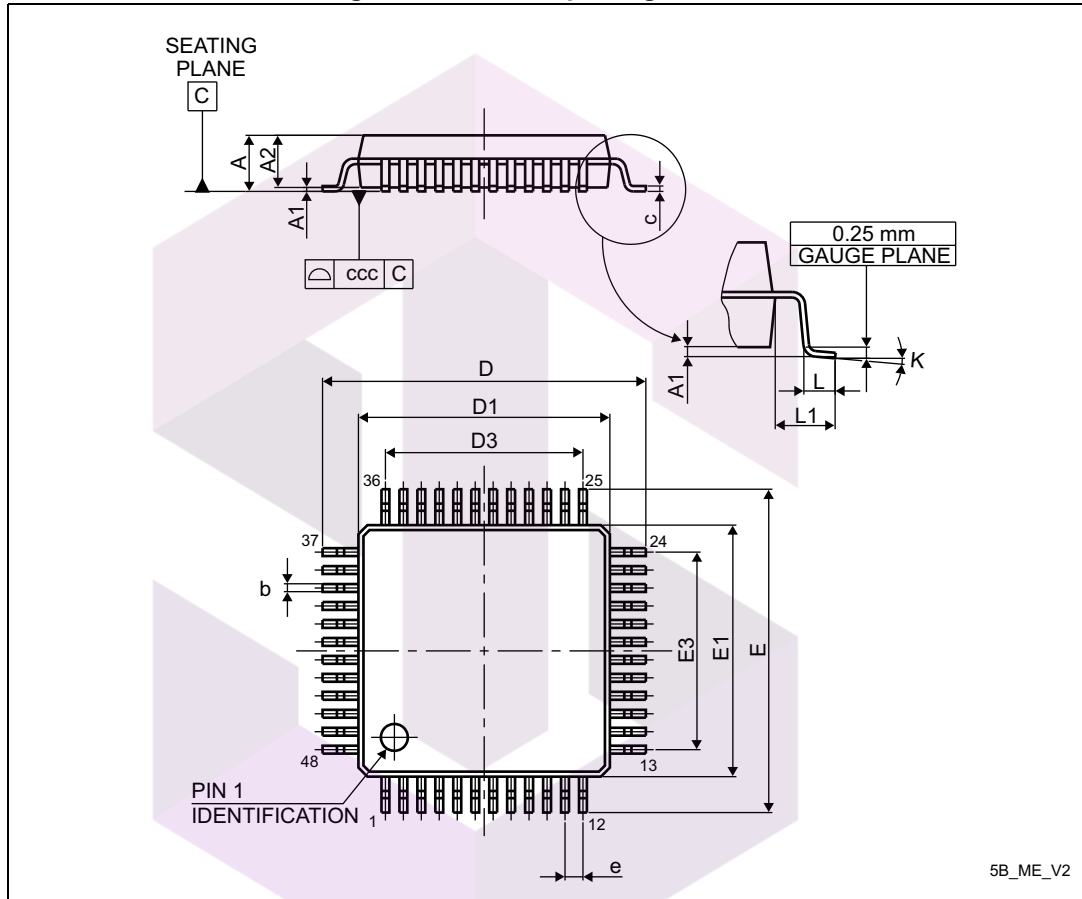 SEATING
PLANE
C
A
A2
A1
c
ccc C
0.25 mm
GAUGE PLANE
A1
L
K
L1
D
D1
D3
36
25
37
24
b
E3
E1
E
48
13
PIN 1
IDENTIFICATION
1
12
e
5B_ME_V2